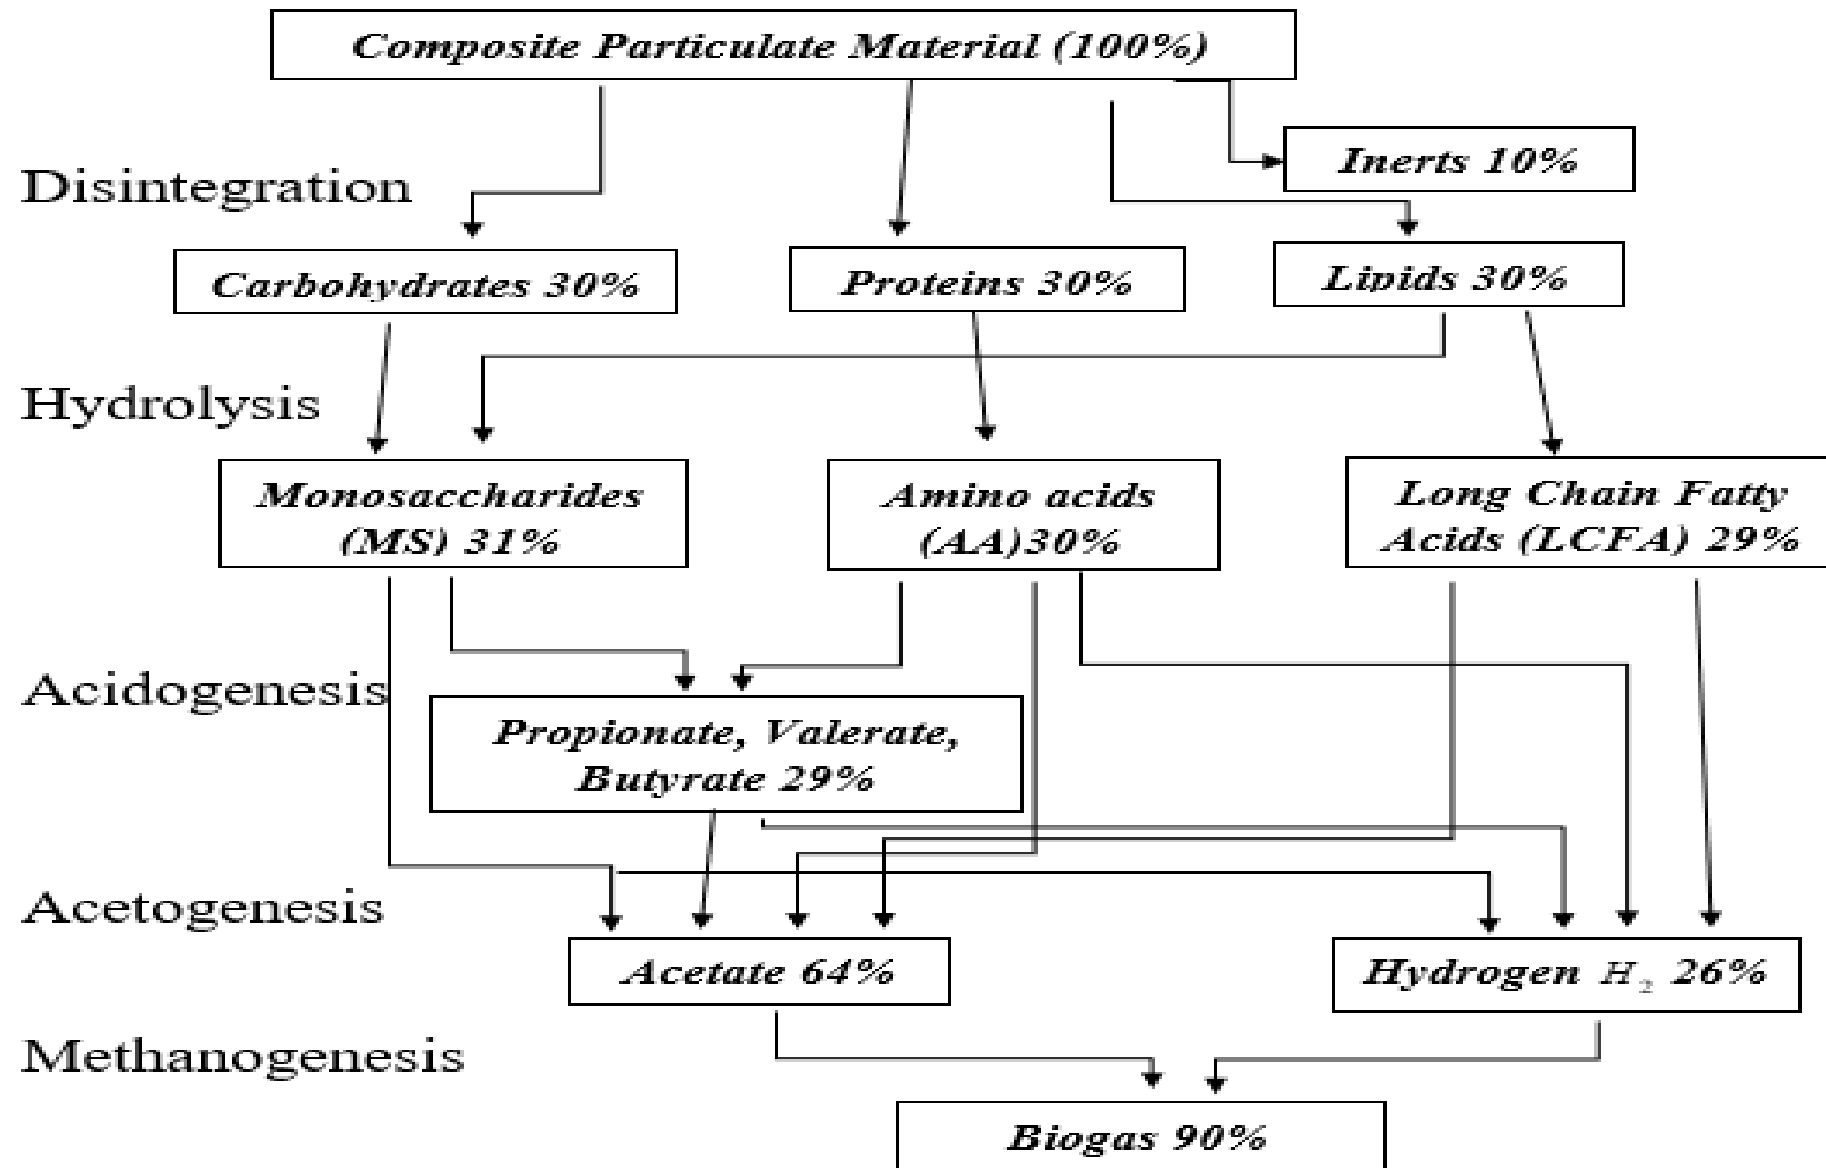 Composite Particulate Material (100%)
Inerts 10%
Disintegration
Carbohydrates 30%
Proteins 30%
Lipids 30%
Hydrolysis
Monosaccharides
(MS) 31%
Amino acids
(AA)30%
Long Chain Fatty
Acids (LCFA) 29%
Acidogenesis
Propionate, Valerate,
Butyrate 29%
Acetogenesis
Acetate 64%
Hydrogen H₂ 26%
Methanogenesis
Biogas 90%